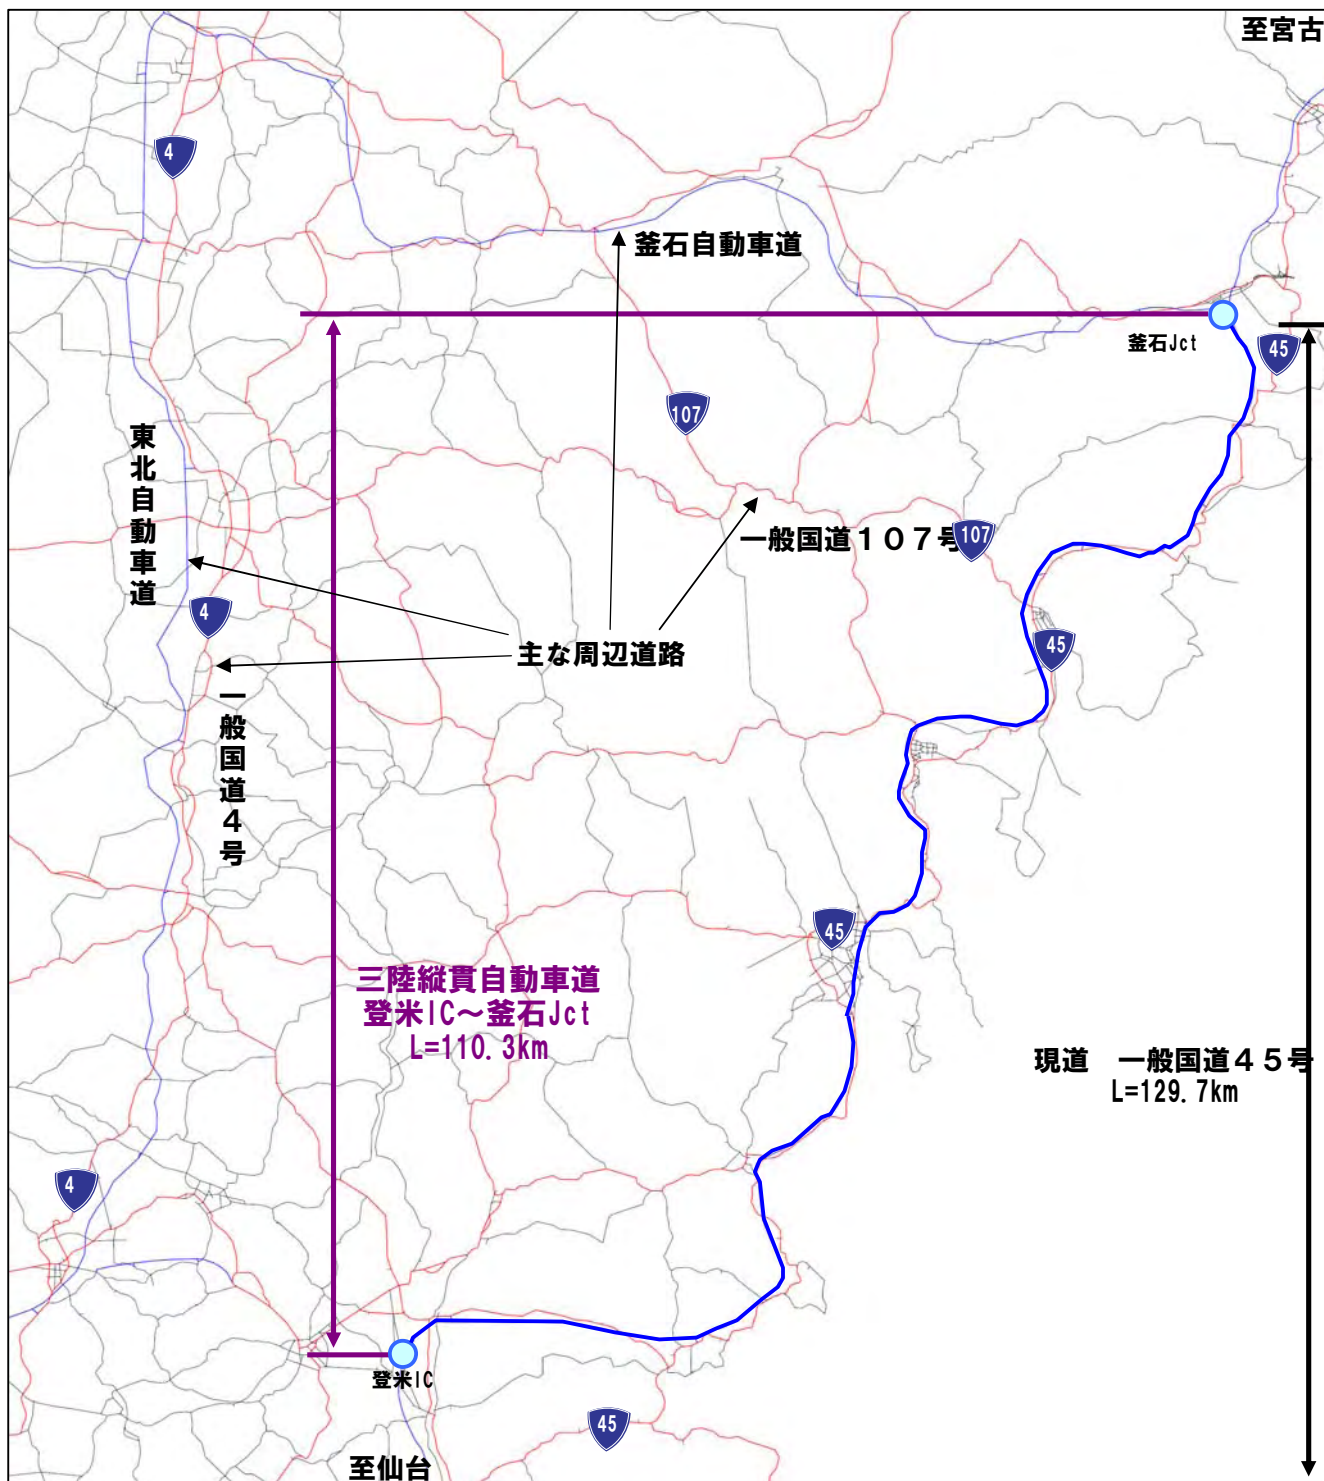 至宮古
4
釜石自動車道
釜石Jct
45
107
東北自動車道
一般国道107号
107
4
45
主な周辺道路
一般国道4号
45
三陸縦貫自動車道
登米IC～釜石Jct
L=110.3km
現道 一般国道45号
L=129.7km
4
登米IC
45
至仙台